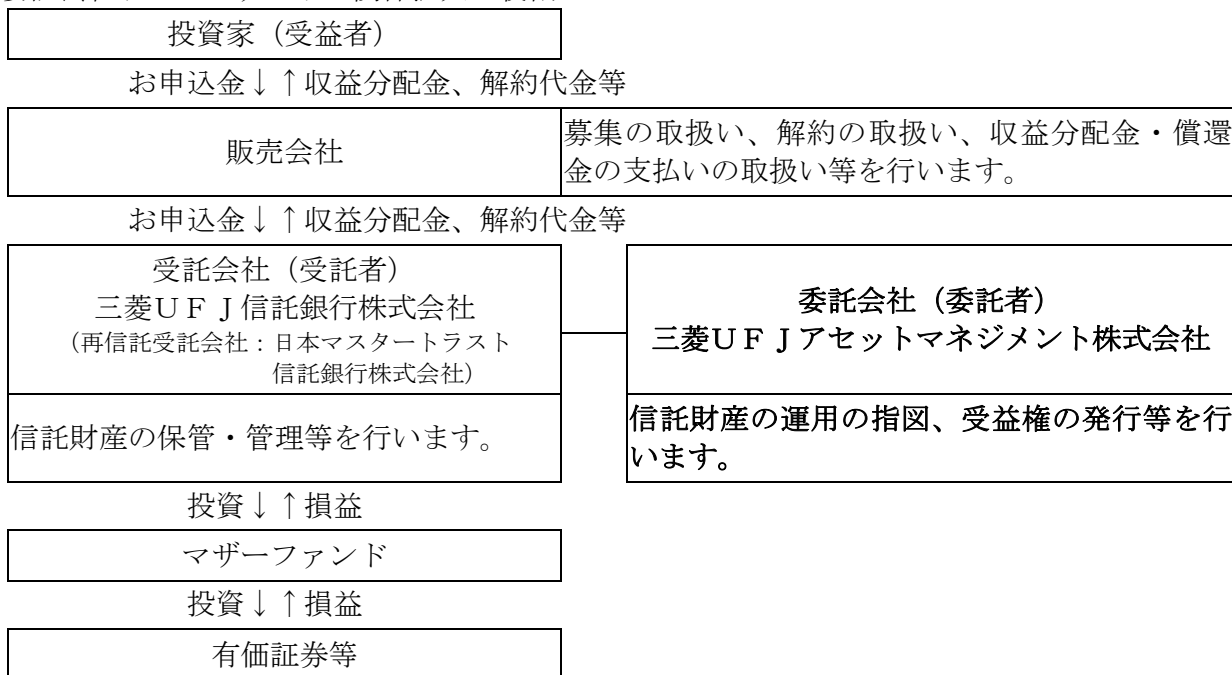 投資家（受益者）
お申込金↓↑収益分配金、解約代金等
販売会社
募集の取扱い、解約の取扱い、収益分配金・償還
金の支払いの取扱い等を行います。
お申込金↓↑収益分配金、解約代金等
受託会社（受託者）
三菱ＵＦＪ信託銀行株式会社
（再信託受託会社：日本マスタートラスト
信託銀行株式会社）
委託会社（委託者）
三菱ＵＦＪアセットマネジメント株式会社
信託財産の保管・管理等を行います。
信託財産の運用の指図、受益権の発行等を行
います。
投資↓↑損益
マザーファンド
投資↓↑損益
有価証券等